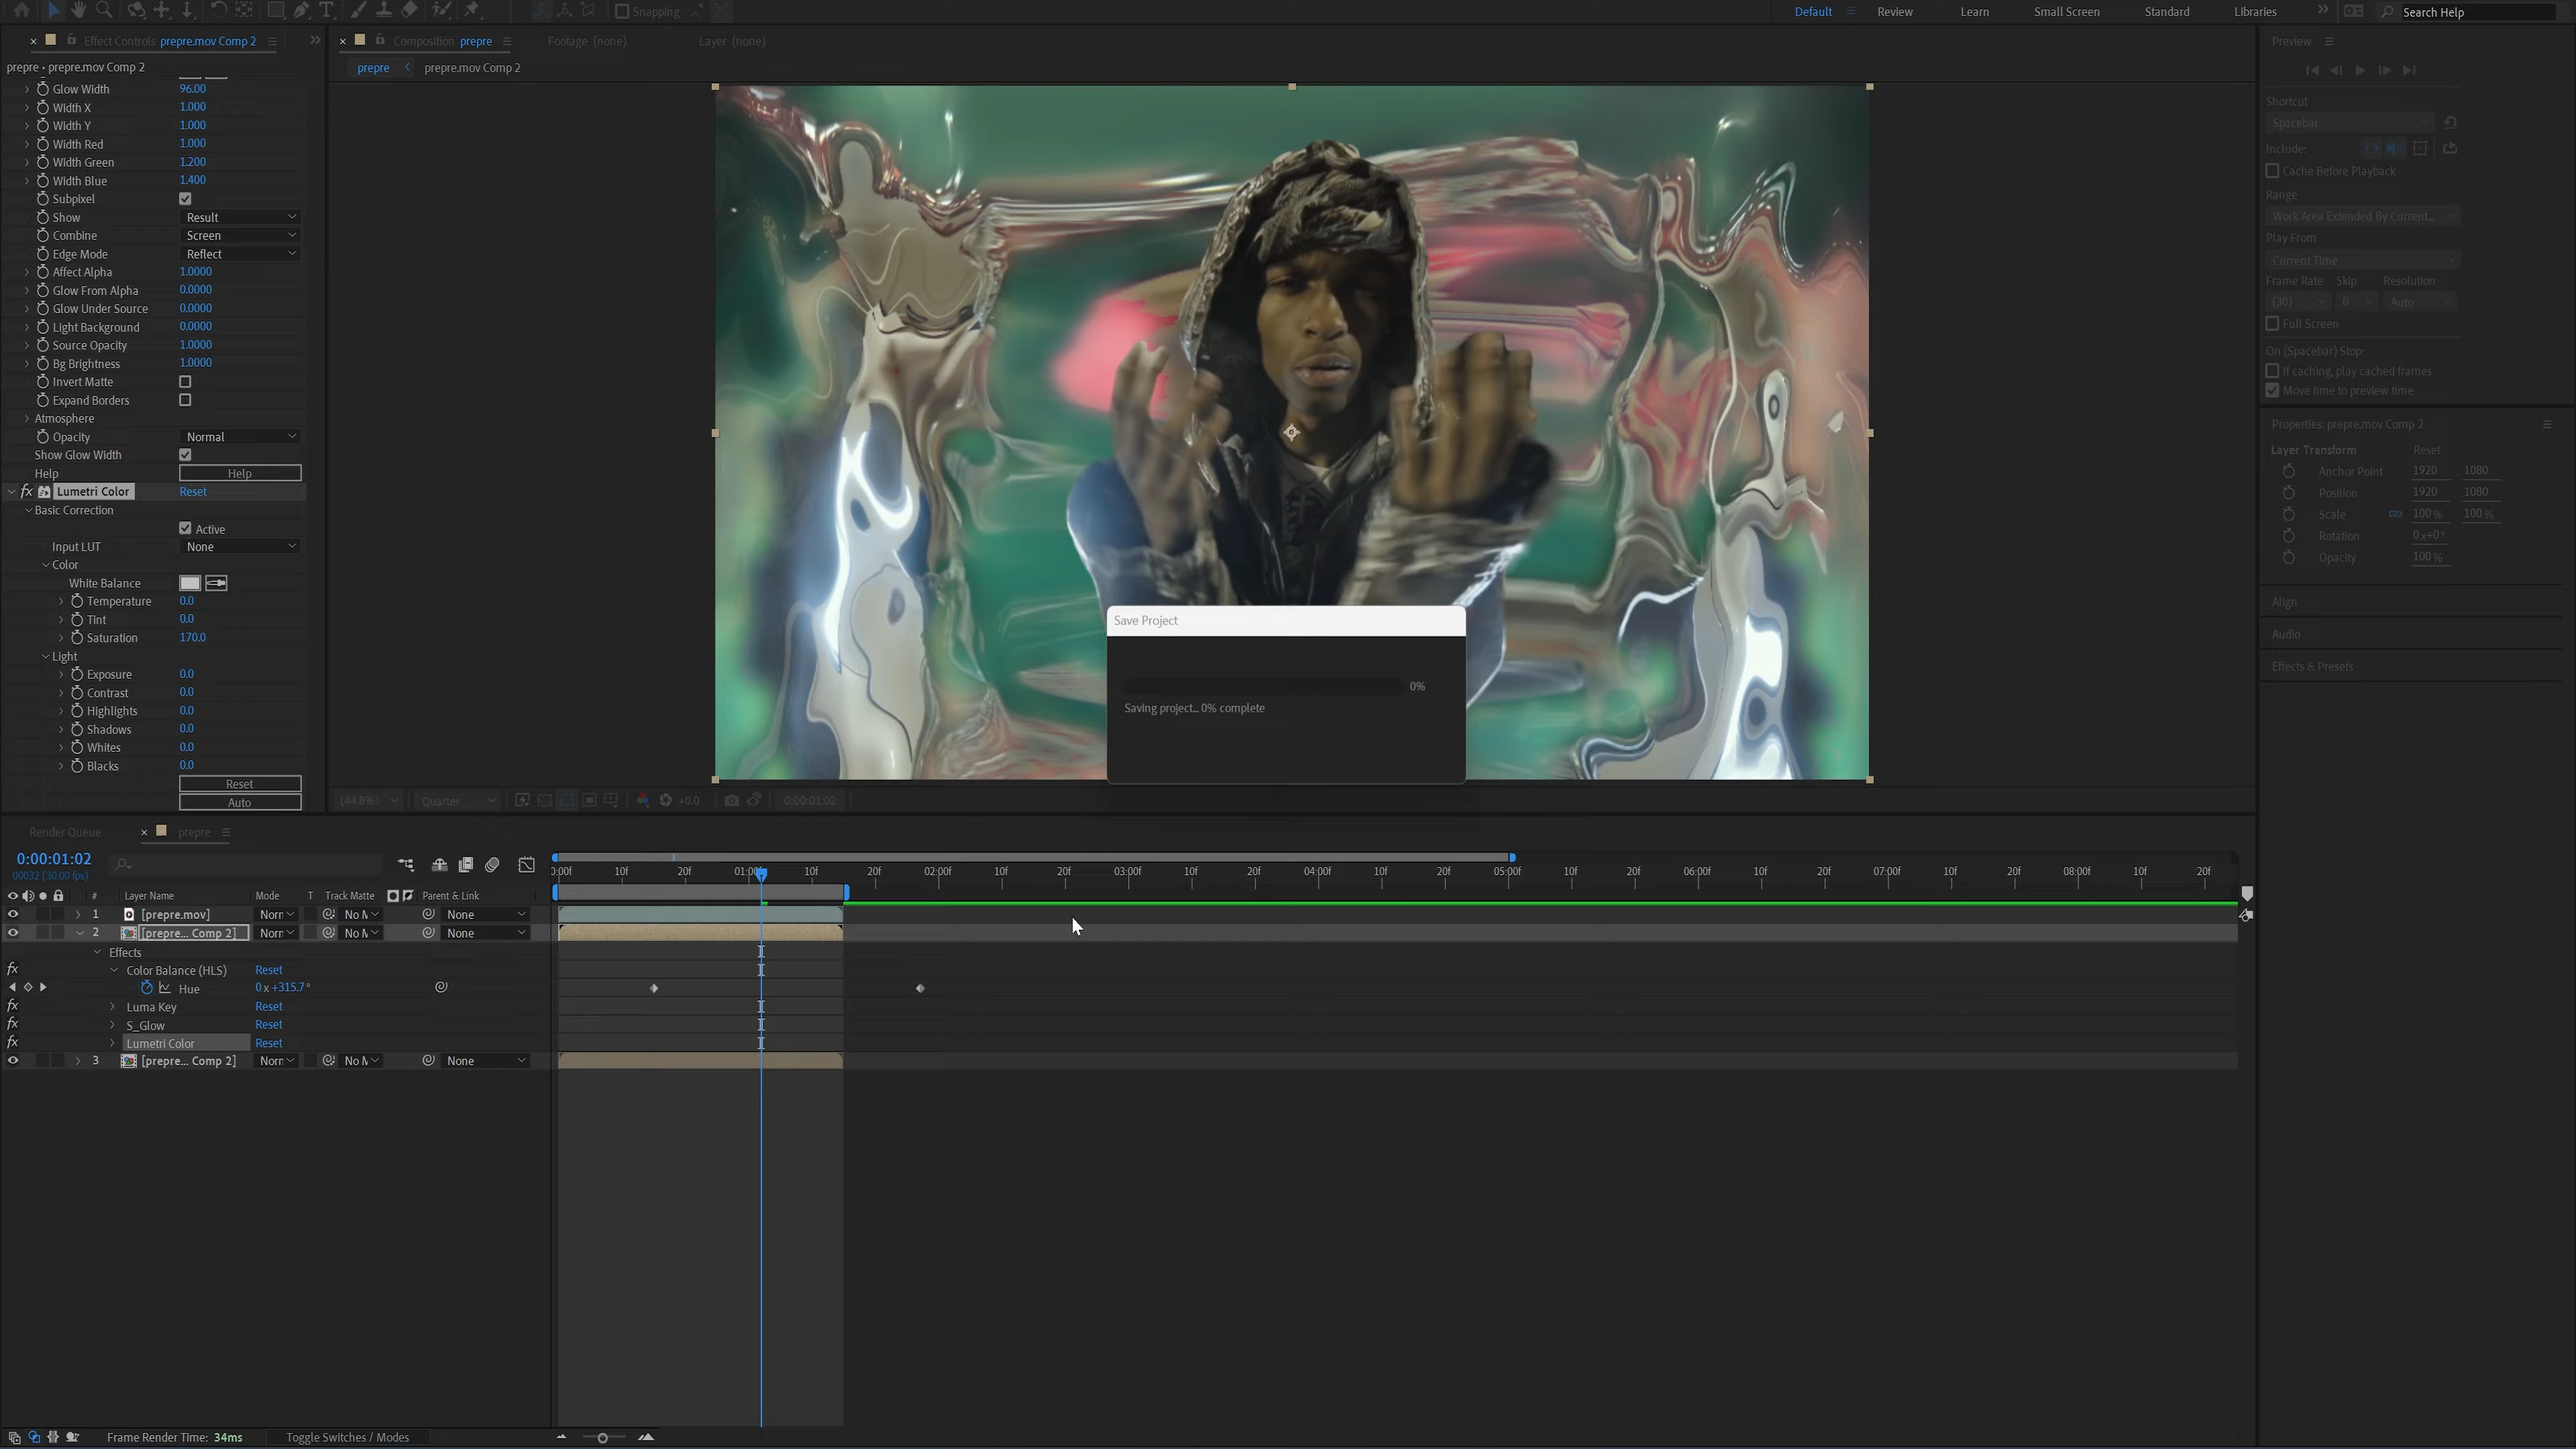 Snapping
Default
Review
Learn
Small Screen
Standard
Libraries
Search Help
Effect Controls prepre.mov Comp 2
Composition prepre
Footage (none)
Layer (none)
Preview
prepre • prepre.mov Comp 2
prepre
prepre.mov Comp 2
Glow Width 96.00
Width X 1.000
Width Y 1.000
Width Red 1.000
Width Green 1.200
Width Blue 1.400
Subpixel
Show Result
Combine Screen
Edge Mode Reflect
Affect Alpha 1.0000
Glow From Alpha 0.0000
Glow Under Source 0.0000
Light Background 0.0000
Source Opacity 1.0000
Bg Brightness 1.0000
Invert Matte
Expand Borders
Atmosphere
Opacity Normal
Show Glow Width
Help Help
fx Lumetri Color Reset
Basic Correction
Active
Input LUT None
Color
White Balance
Temperature 0.0
Tint 0.0
Saturation 170.0
Light
Exposure 0.0
Contrast 0.0
Highlights 0.0
Shadows 0.0
Whites 0.0
Blacks 0.0
Reset
Auto
Shortcut
Spacebar
Include:
Cache Before Playback
Range
Work Area Extended By Current...
Play From
Current Time
Frame Rate Skip Resolution
(30) 0 Auto
Full Screen
On (Spacebar) Stop:
If caching, play cached frames
Move time to preview time
Properties: prepre.mov Comp 2
Layer Transform Reset
Anchor Point 1920 1080
Position 1920 1080
Scale 100 % 100 %
Rotation 0x+0°
Opacity 100 %
Align
Audio
Effects & Presets
Save Project
0%
Saving project... 0% complete
(44.8%) Quarter +0.0 0:00:01:02
Render Queue
prepre
0:00:01:02
00032 (30.00 fps)
0:00f 10f 20f 01:00f 10f 20f 02:00f 10f 20f 03:00f 10f 20f 04:00f 10f 20f 05:00f 10f 20f 06:00f 10f 20f 07:00f 10f 20f 08:00f 10f 20f
# Layer Name Mode T Track Matte Parent & Link
1 [prepre.mov] Norr No M None
2 [prepre... Comp 2] Norr No M None
Effects
fx Color Balance (HLS) Reset
Hue 0x+315.7°
fx Luma Key Reset
fx S_Glow Reset
fx Lumetri Color Reset
3 [prepre... Comp 2] Norr No M None
Frame Render Time: 34ms
Toggle Switches / Modes